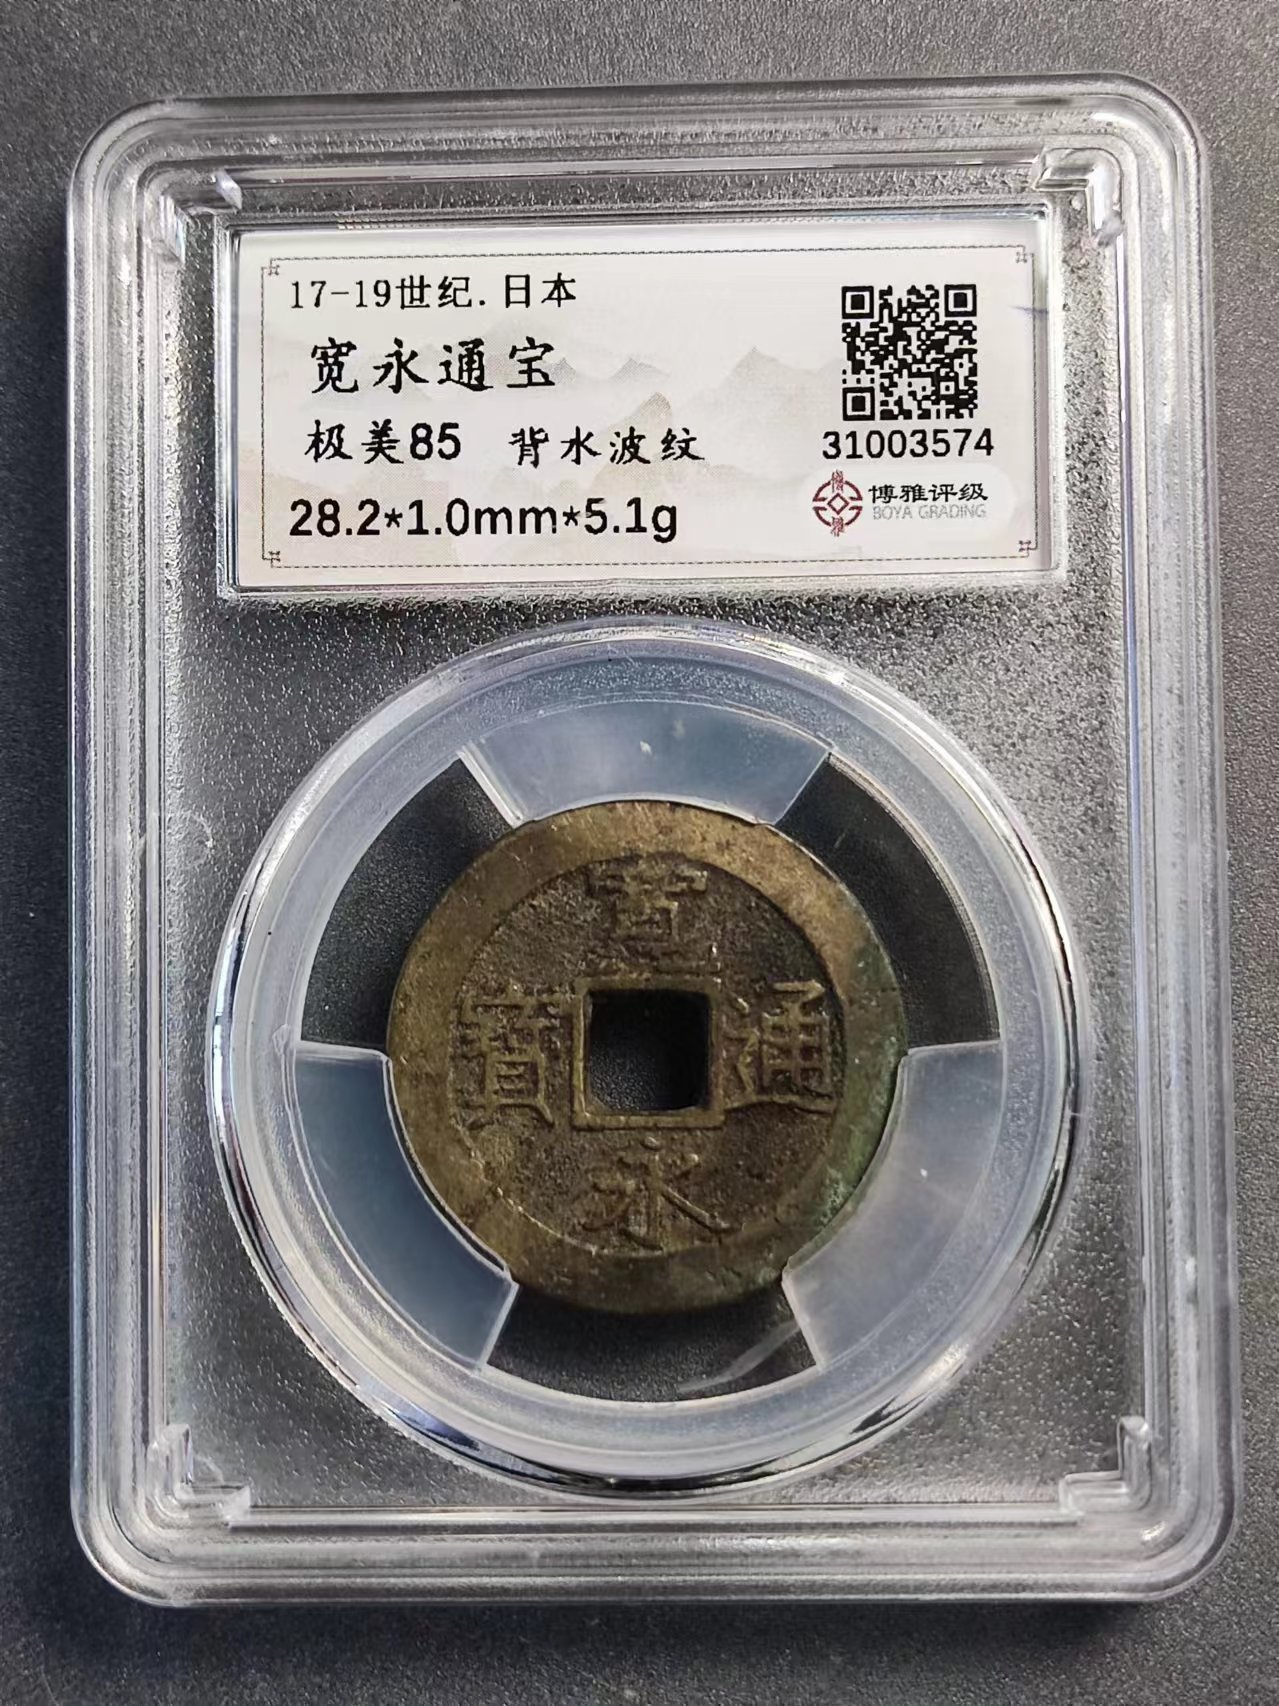 17-19世纪.日本
宽永通宝
极美85 背水波纹
28.2*1.0mm*5.1g
31003574
博雅评级
BOYA GRADING
寛
寳 通
永